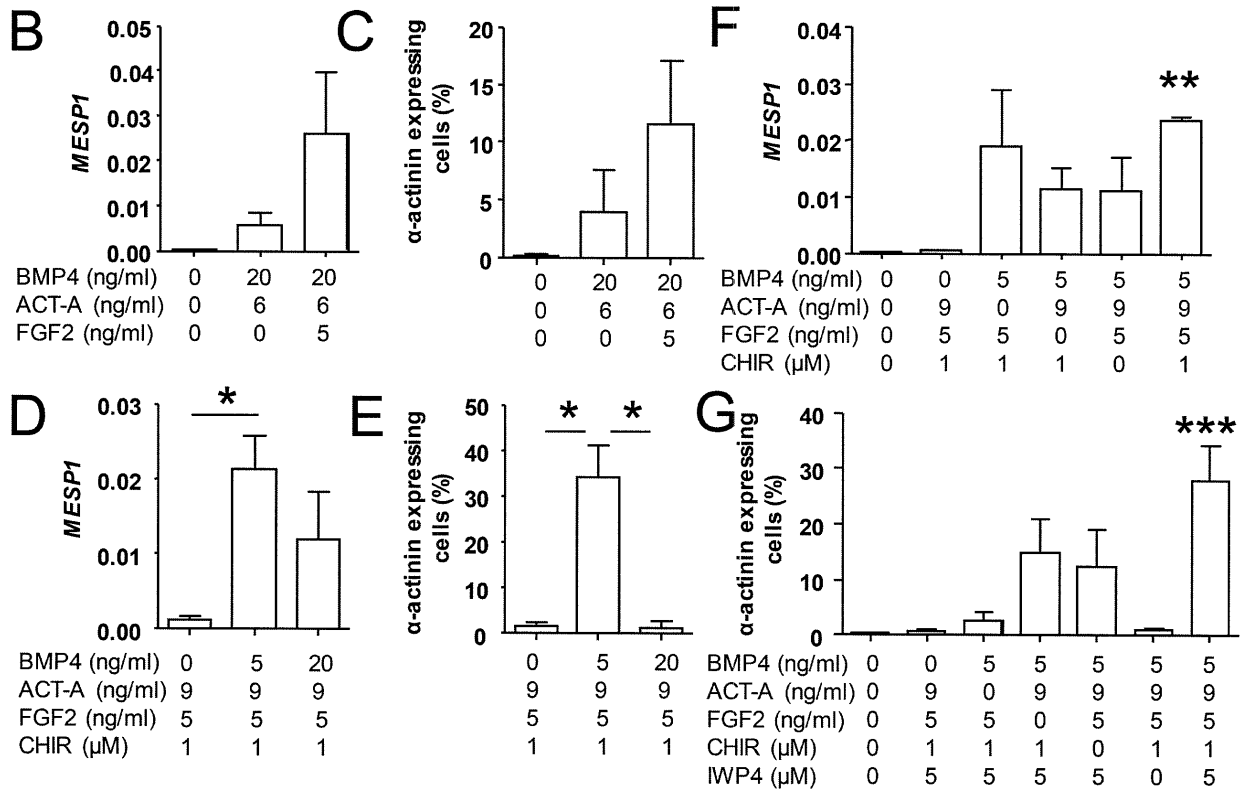 B
MESP1
0.05
0.04
0.03
0.02
0.01
0.00
BMP4 (ng/ml) 0 20 20
ACT-A (ng/ml) 0 6 6
FGF2 (ng/ml) 0 0 5
C
α-actinin expressing
cells (%)
20
15
10
5
0
0 20 20
0 6 6
0 0 5
F
MESP1
0.04
0.03
0.02
0.01
0.00
**
BMP4 (ng/ml) 0 0 5 5 5 5
ACT-A (ng/ml) 0 9 0 9 9 9
FGF2 (ng/ml) 0 5 5 0 5 5
CHIR (µM) 0 1 1 1 0 1
D
MESP1
0.03
0.02
0.01
0.00
*
BMP4 (ng/ml) 0 5 20
ACT-A (ng/ml) 9 9 9
FGF2 (ng/ml) 5 5 5
CHIR (µM) 1 1 1
E
α-actinin expressing
cells (%)
50
40
30
20
10
0
* *
0 5 20
9 9 9
5 5 5
1 1 1
G
α-actinin expressing
cells (%)
40
30
20
10
0
***
BMP4 (ng/ml) 0 0 5 5 5 5 5
ACT-A (ng/ml) 0 9 0 9 9 9 9
FGF2 (ng/ml) 0 5 5 0 5 5 5
CHIR (µM) 0 1 1 1 0 1 1
IWP4 (µM) 0 5 5 5 5 0 5